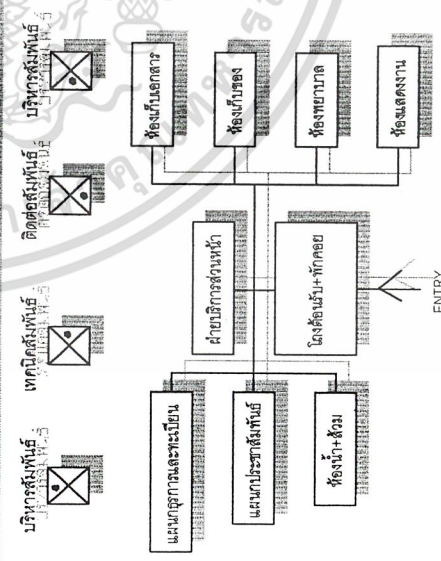 บริหารสัมพันธ์
เทคนิคสัมพันธ์
ติดต่อสัมพันธ์
บริหารสัมพันธ์
แผนกธุรการและทะเบียน
แผนกประชาสัมพันธ์
ห้องน้ำ+ส้วม
ฝ่ายบริการส่วนหน้า
โถงต้อนรับ+พักคอย
ห้องเก็บเอกสาร
ห้องเก็บของ
ห้องพยาบาล
ห้องแสดงงาน
ENTRY